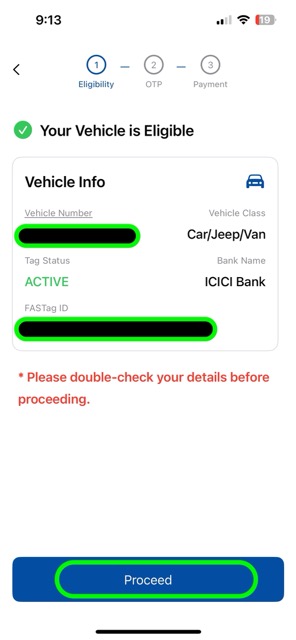 9:13
19
1
2
3
Eligibility
OTP
Payment
Your Vehicle is Eligible
Vehicle Info
Vehicle Number
Vehicle Class
Car/Jeep/Van
Tag Status
Bank Name
ACTIVE
ICICI Bank
FASTag ID
* Please double-check your details before
proceeding.
Proceed